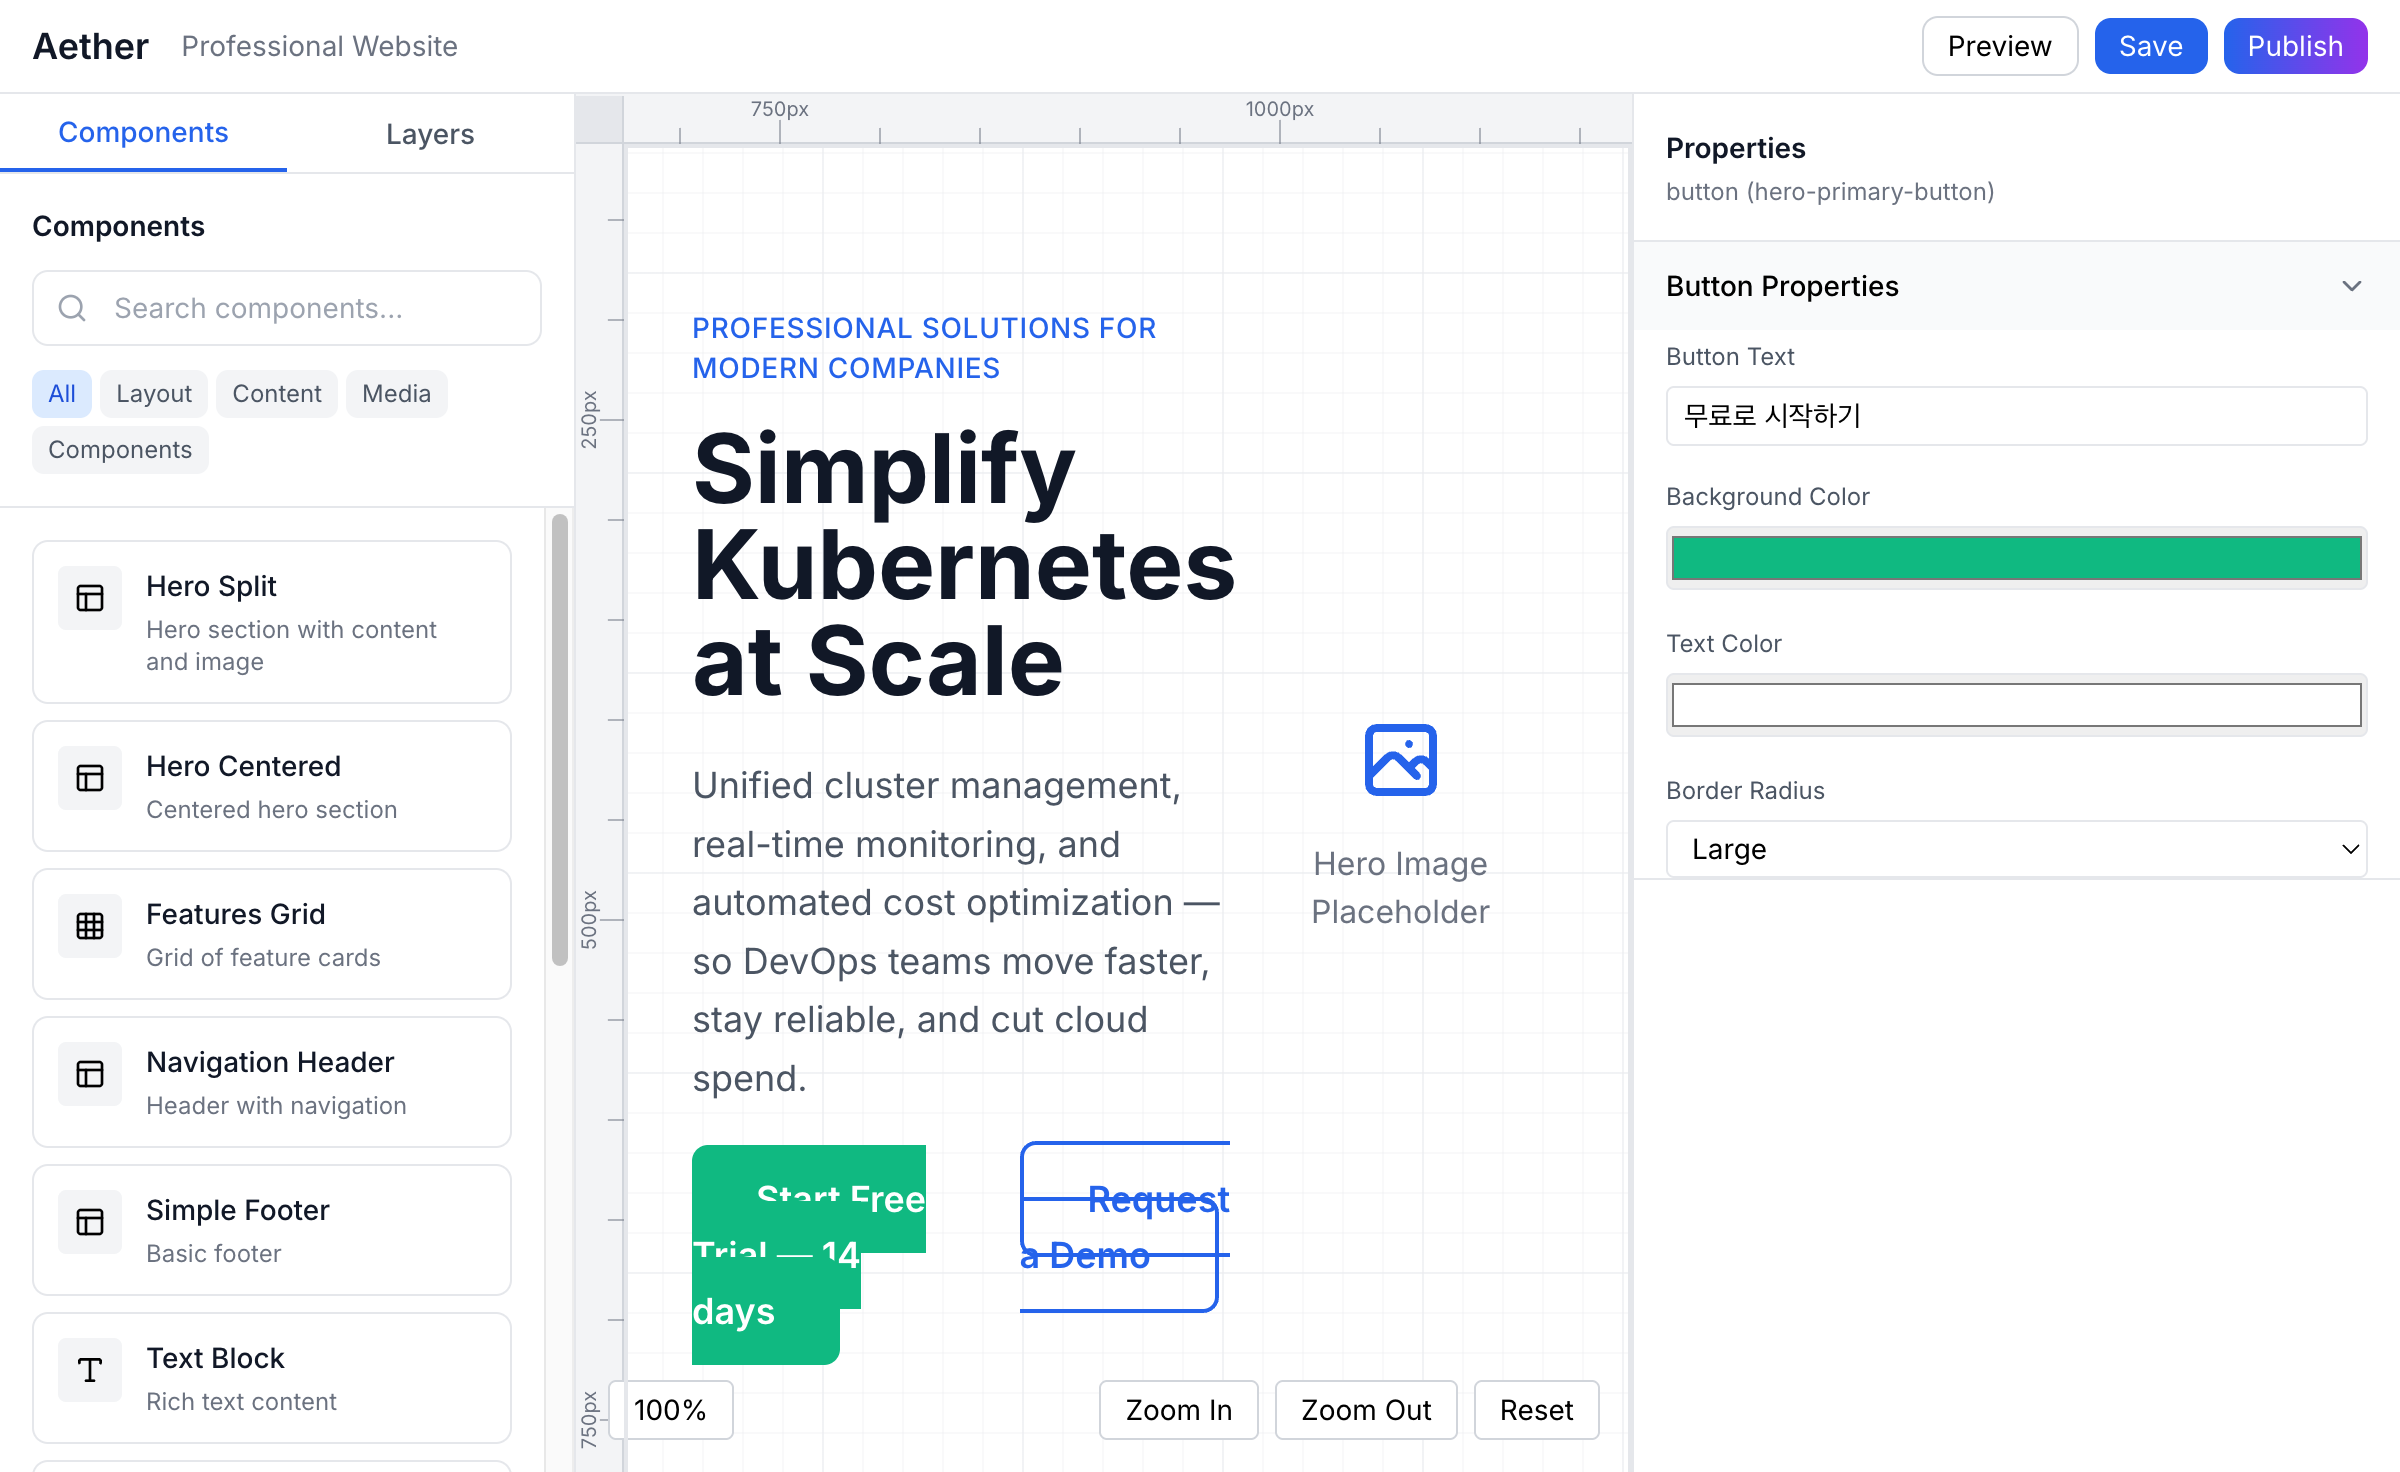 Aether
Professional Website
Preview
Save
Publish
Components
Layers
Components
Search components...
All
Layout
Content
Media
Components
Hero Split
Hero section with content
and image
Hero Centered
Centered hero section
Features Grid
Grid of feature cards
Navigation Header
Header with navigation
Simple Footer
Basic footer
Text Block
Rich text content
750px
1000px
250px
500px
750px
PROFESSIONAL SOLUTIONS FOR
MODERN COMPANIES
Simplify
Kubernetes
at Scale
Unified cluster management,
real-time monitoring, and
automated cost optimization —
so DevOps teams move faster,
stay reliable, and cut cloud
spend.
Start Free
Trial — 14
days
Request
a Demo
Hero Image
Placeholder
100%
Zoom In
Zoom Out
Reset
Properties
button (hero-primary-button)
Button Properties
Button Text
무료로 시작하기
Background Color
Text Color
Border Radius
Large